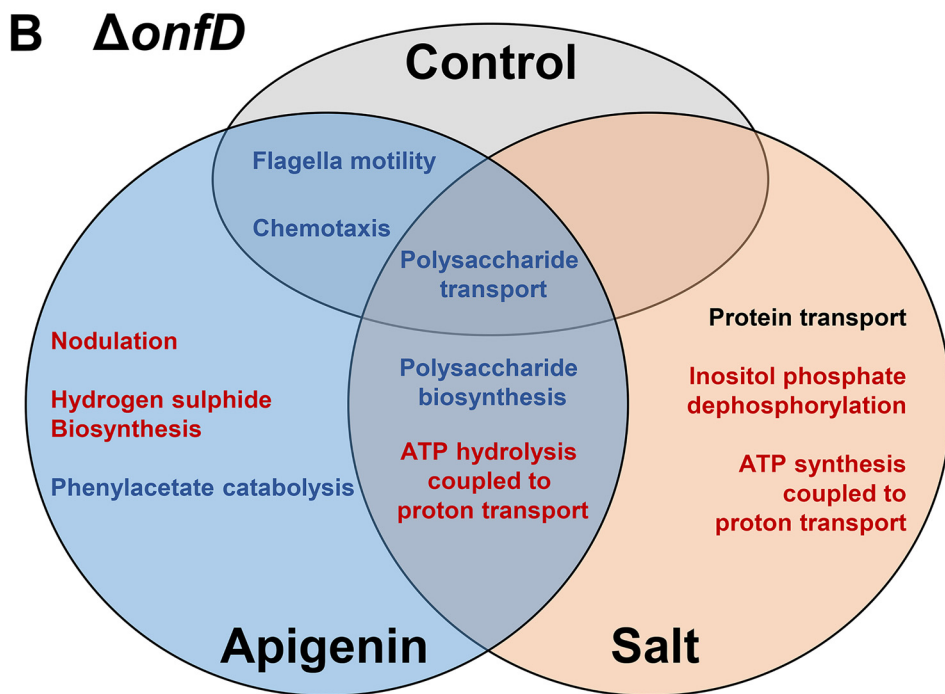 B ΔonfD
Control
Flagella motility
Chemotaxis
Polysaccharide
transport
Nodulation
Hydrogen sulphide
Biosynthesis
Phenylacetate catabolysis
Polysaccharide
biosynthesis
ATP hydrolysis
coupled to
proton transport
Protein transport
Inositol phosphate
dephosphorylation
ATP synthesis
coupled to
proton transport
Apigenin
Salt